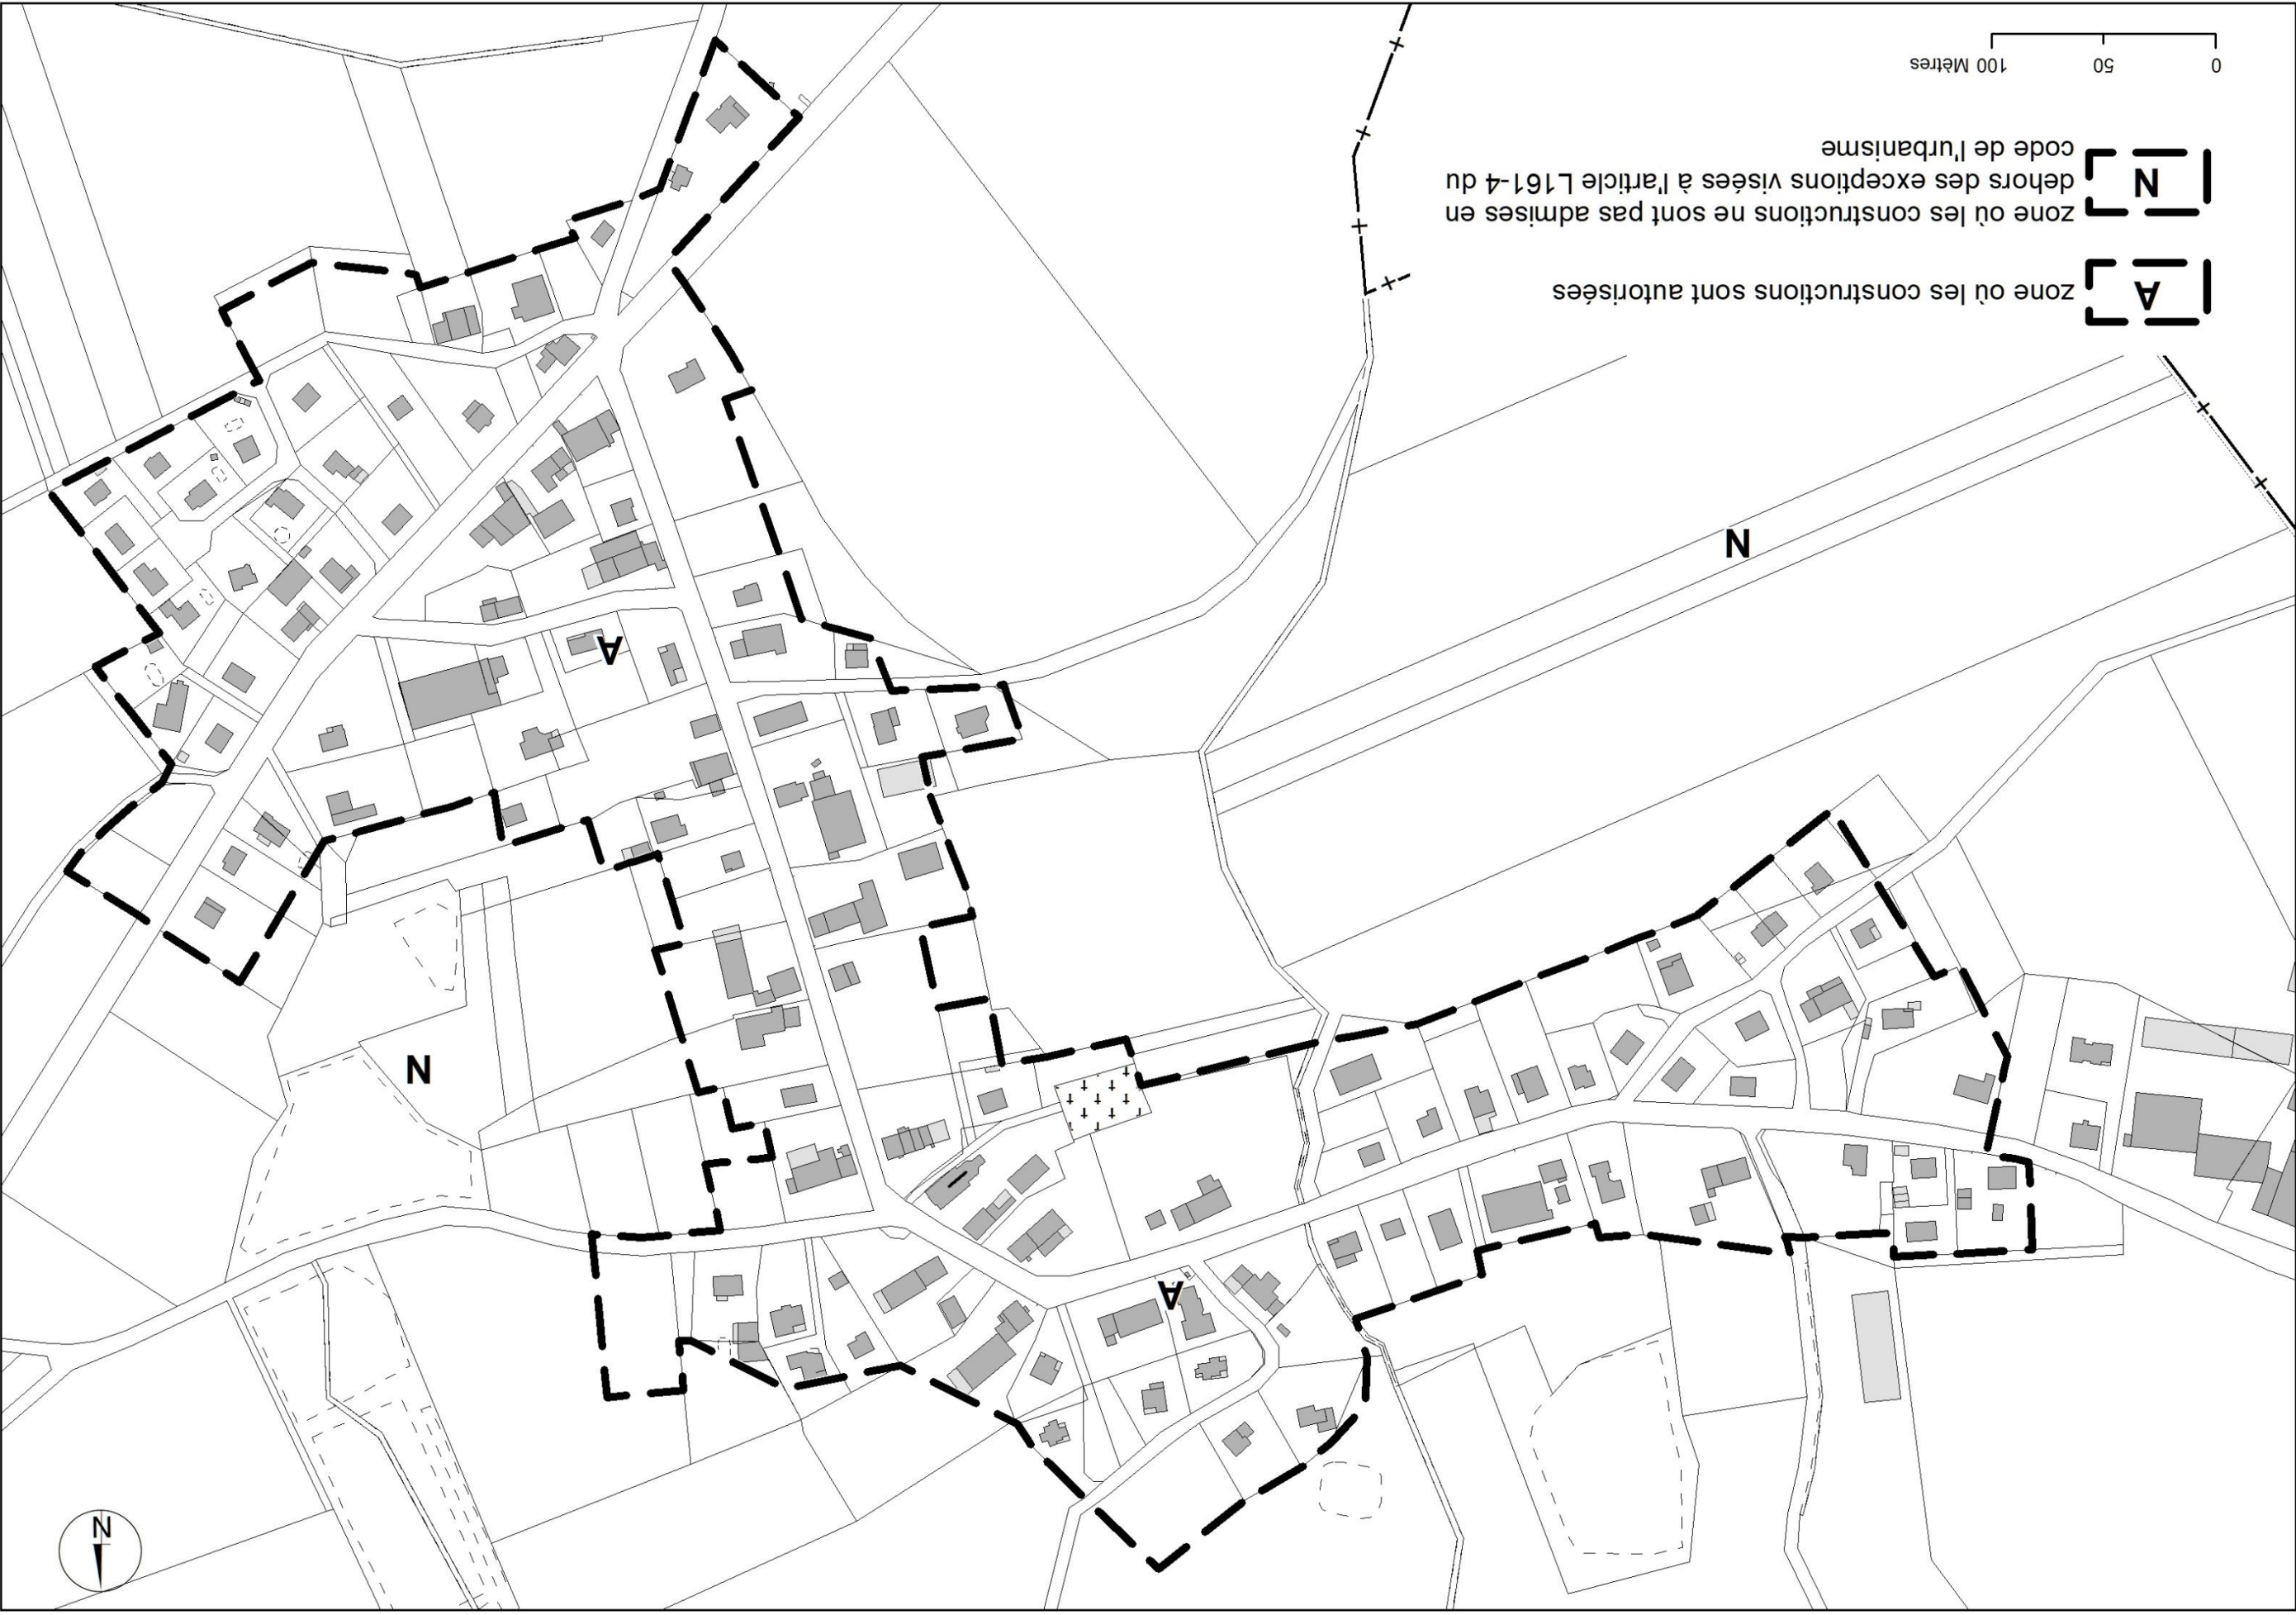 N
A
N
A
A
zone où les constructions sont autorisées
N
zone où les constructions ne sont pas admises en
dehors des exceptions visées à l'article L161-4 du
code de l'urbanisme
0 50 100 Mètres
N